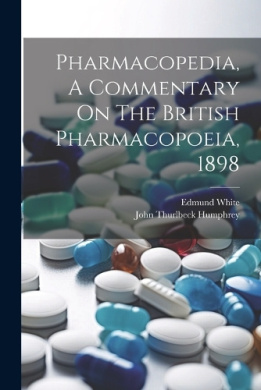 Pharmacopedia,
A Commentary
On The British
Pharmacopoeia,
1898
Edmund White
John Thurlbeck Humphrey